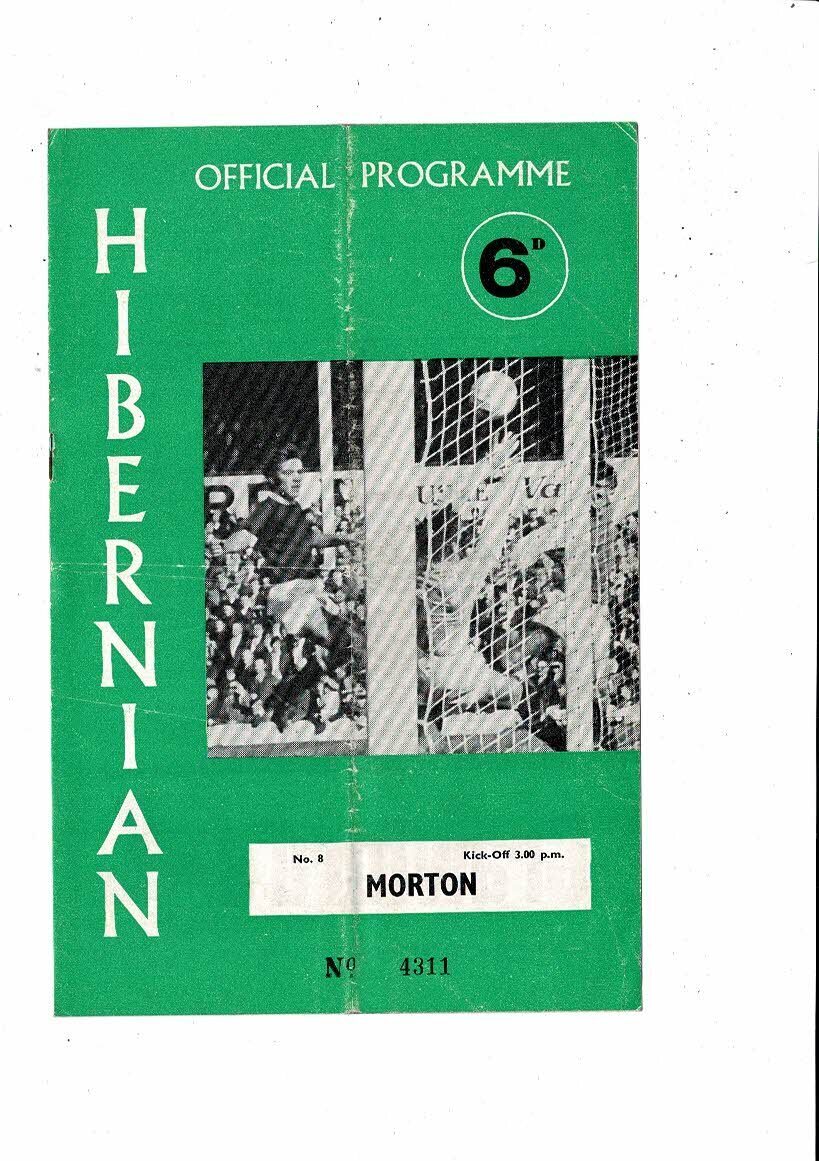 OFFICIAL PROGRAMME
6D
HIBERNIAN
No. 8
Kick-Off 3.00 p.m.
MORTON
Nº 4311